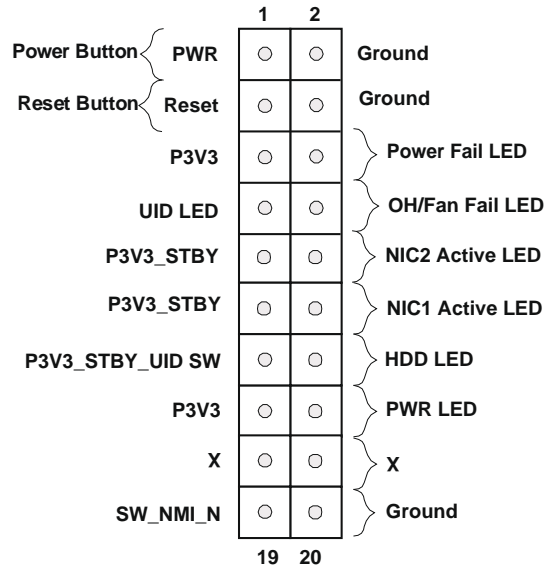 1 2
Power Button PWR Ground
Reset Button Reset Ground
P3V3 Power Fail LED
UID LED OH/Fan Fail LED
P3V3_STBY NIC2 Active LED
P3V3_STBY NIC1 Active LED
P3V3_STBY_UID SW HDD LED
P3V3 PWR LED
X X
SW_NMI_N Ground
19 20